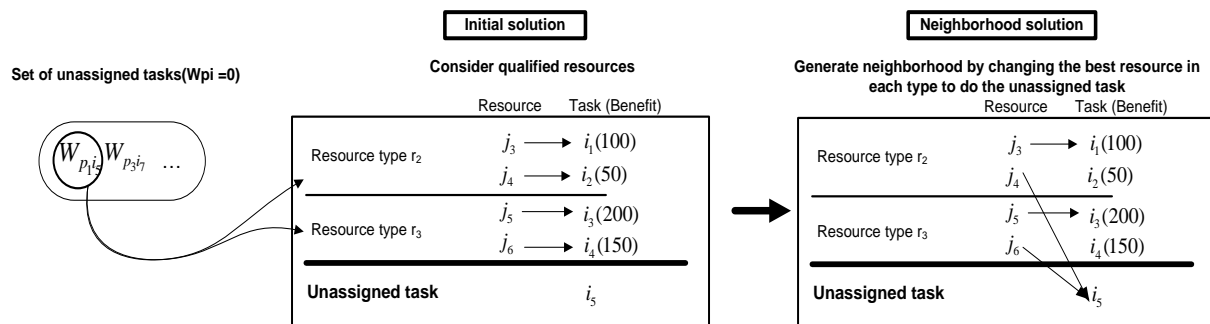 Set of unassigned tasks(Wpi =0)
W_{p_1i_5} W_{p_3i_7} ...
Initial solution
Consider qualified resources
Resource Task (Benefit)
Resource type r₂
j₃ i₁(100)
j₄ i₂(50)
Resource type r₃
j₅ i₃(200)
j₆ i₄(150)
Unassigned task i₅
Neighborhood solution
Generate neighborhood by changing the best resource in
each type to do the unassigned task
Resource Task (Benefit)
Resource type r₂
j₃ i₁(100)
j₄ i₂(50)
Resource type r₃
j₅ i₃(200)
j₆ i₄(150)
Unassigned task i₅